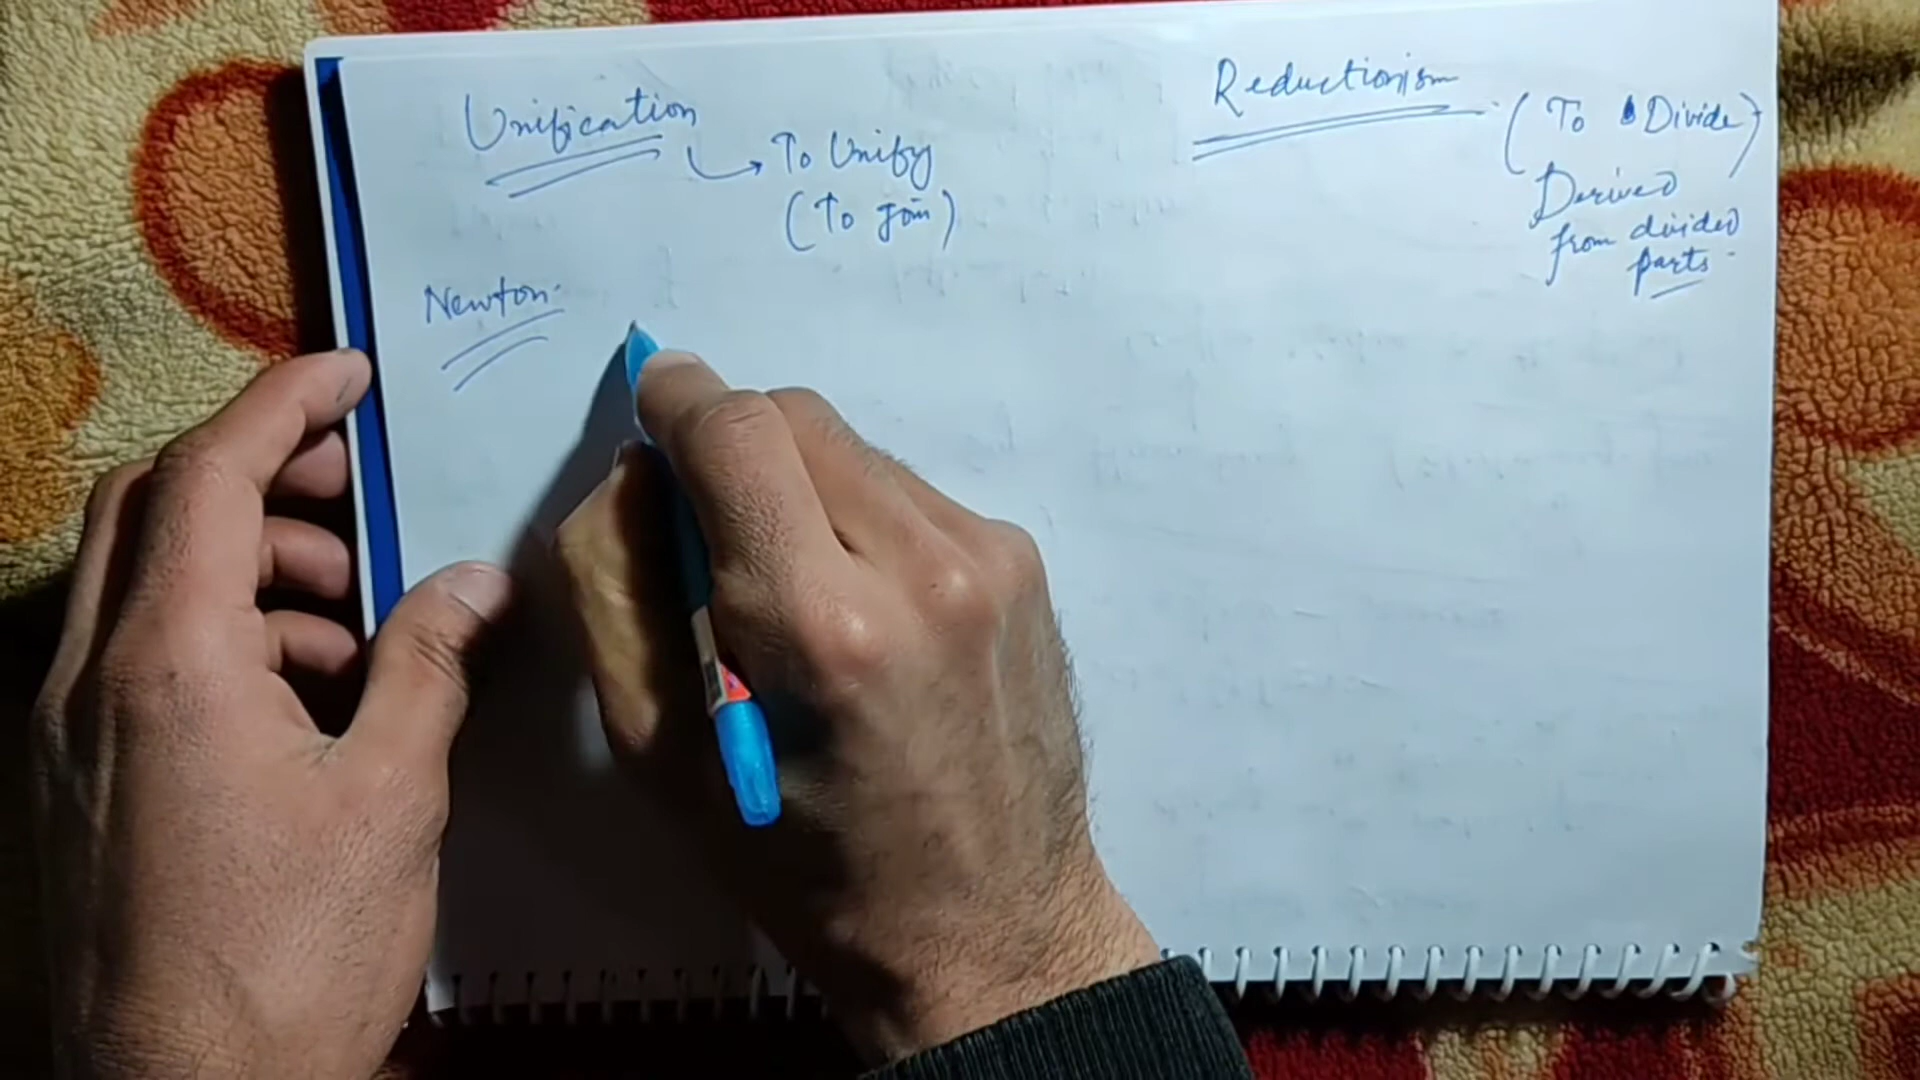 Unification
To Unify
(To Join)
Newton.
Reductionism
(To Divide)
Derived
from divided
parts.